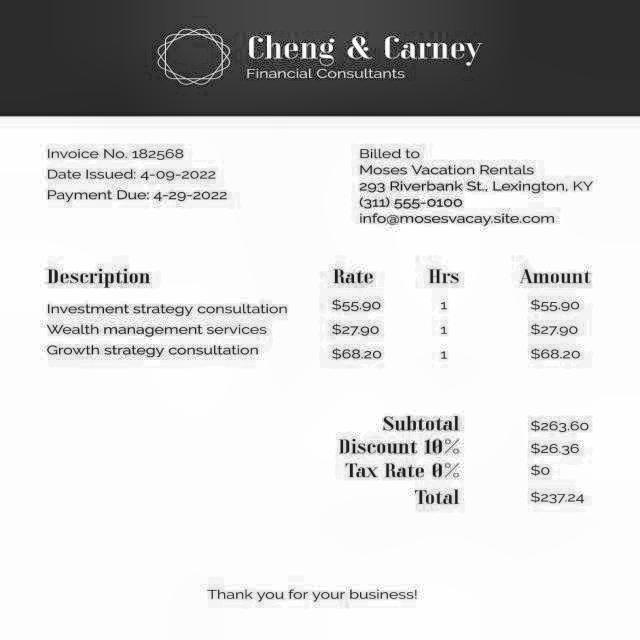 Cheng & Carney
Financial Consultants
Invoice No. 182568
Date Issued: 4-09-2022
Payment Due: 4-29-2022
Billed to
Moses Vacation Rentals
293 Riverbank St., Lexington, KY
(311) 555-0100
info@mosesvacay.site.com
Description Rate Hrs Amount
Investment strategy consultation $55.90 1 $55.90
Wealth management services $27.90 1 $27.90
Growth strategy consultation $68.20 1 $68.20
Subtotal $263.60
Discount 10% $26.36
Tax Rate 0% $0
Total $237.24
Thank you for your business!